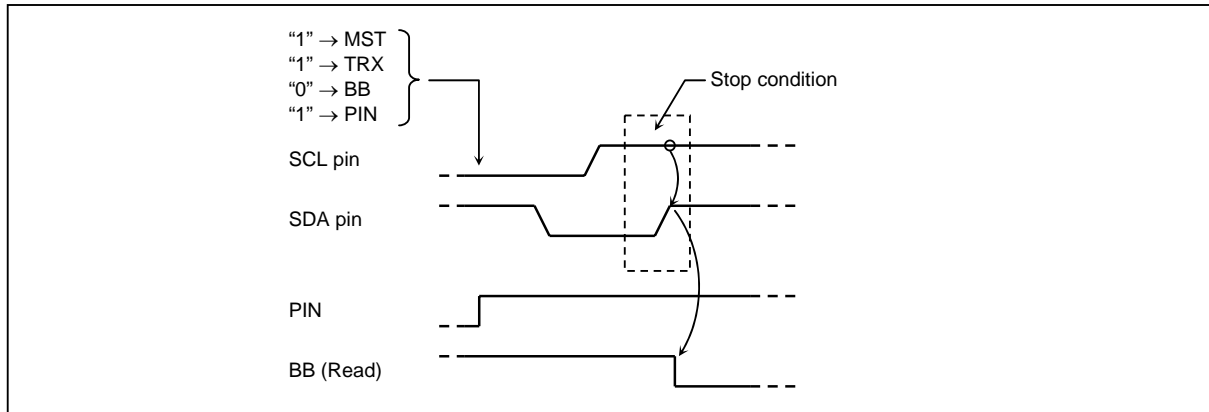 “1” → MST
“1” → TRX
“0” → BB
“1” → PIN
Stop condition
SCL pin
SDA pin
PIN
BB (Read)